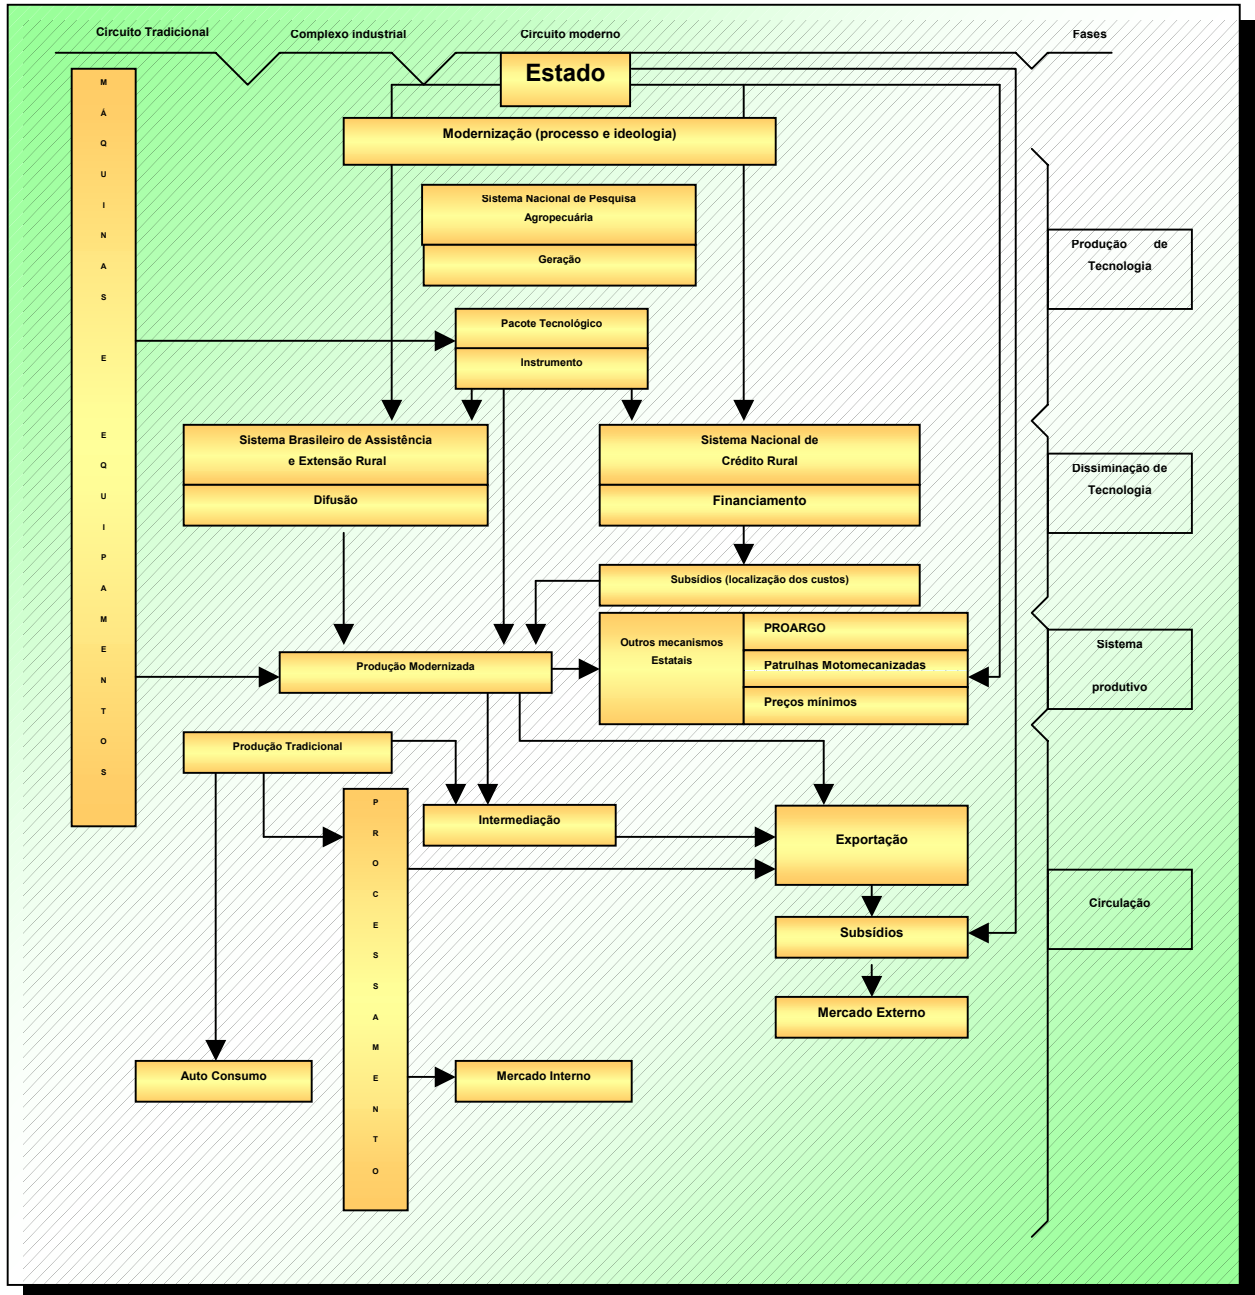 Circuito Tradicional
Complexo industrial
Circuito moderno
Fases
Estado
MÁQUINAS E EQUIPAMENTOS
Modernização (processo e ideologia)
Sistema Nacional de Pesquisa
Agropecuária
Geração
Produção de
Tecnologia
Pacote Tecnológico
Instrumento
Sistema Brasileiro de Assistência
e Extensão Rural
Difusão
Sistema Nacional de
Crédito Rural
Financiamento
Dissiminação de
Tecnologia
Subsídios (localização dos custos)
Outros mecanismos
Estatais
PROARGO
Patrulhas Motomecanizadas
Preços mínimos
Sistema
produtivo
Produção Modernizada
Produção Tradicional
PROCESSAMENTO
Intermediação
Exportação
Circulação
Subsídios
Mercado Externo
Auto Consumo
Mercado Interno